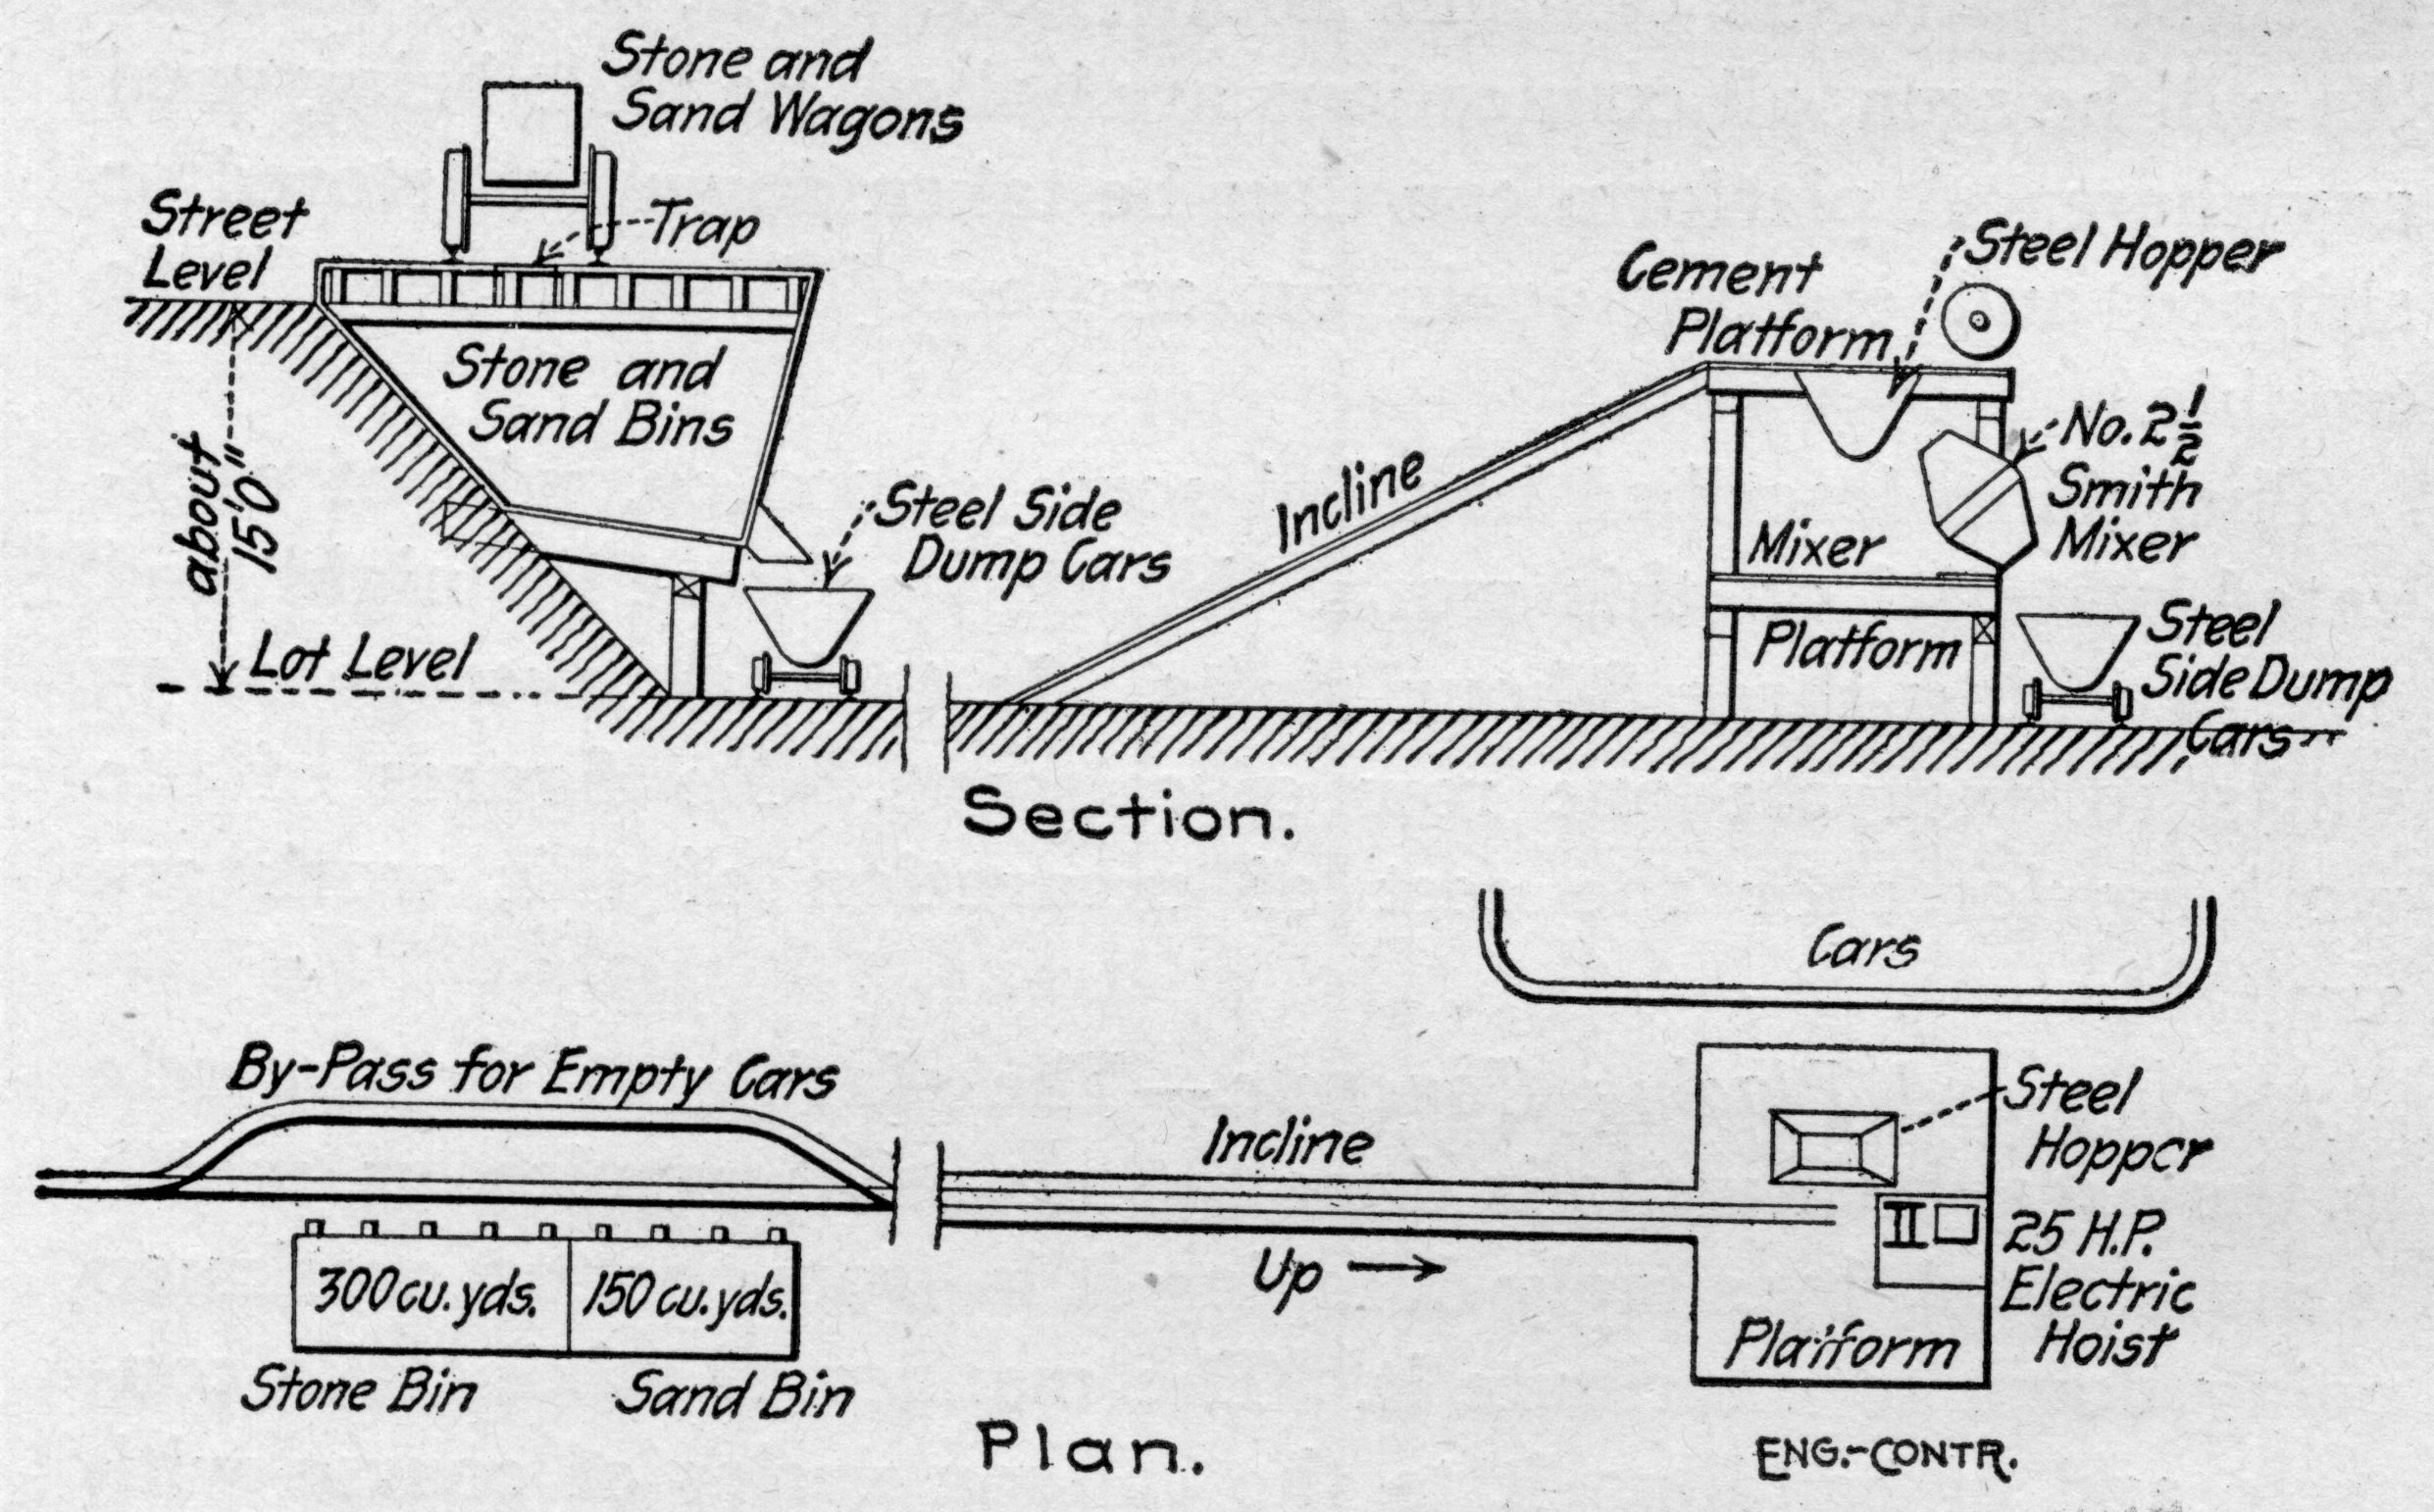 Stone and
Sand Wagons
Street
Level
Trap
Steel Hopper
Cement
Platform
Stone and
Sand Bins
about
15'0"
No. 2 1/2
Smith
Mixer
Incline
Steel Side
Dump Cars
Mixer
Platform
Lot Level
Steel
Side Dump
Cars
Section.
Cars
By-Pass for Empty Cars
Steel
Hopper
Incline
Up
25 H.P.
Electric
Hoist
300 cu. yds.
150 cu. yds.
Platform
Stone Bin
Sand Bin
Plan.
ENG.-CONTR.